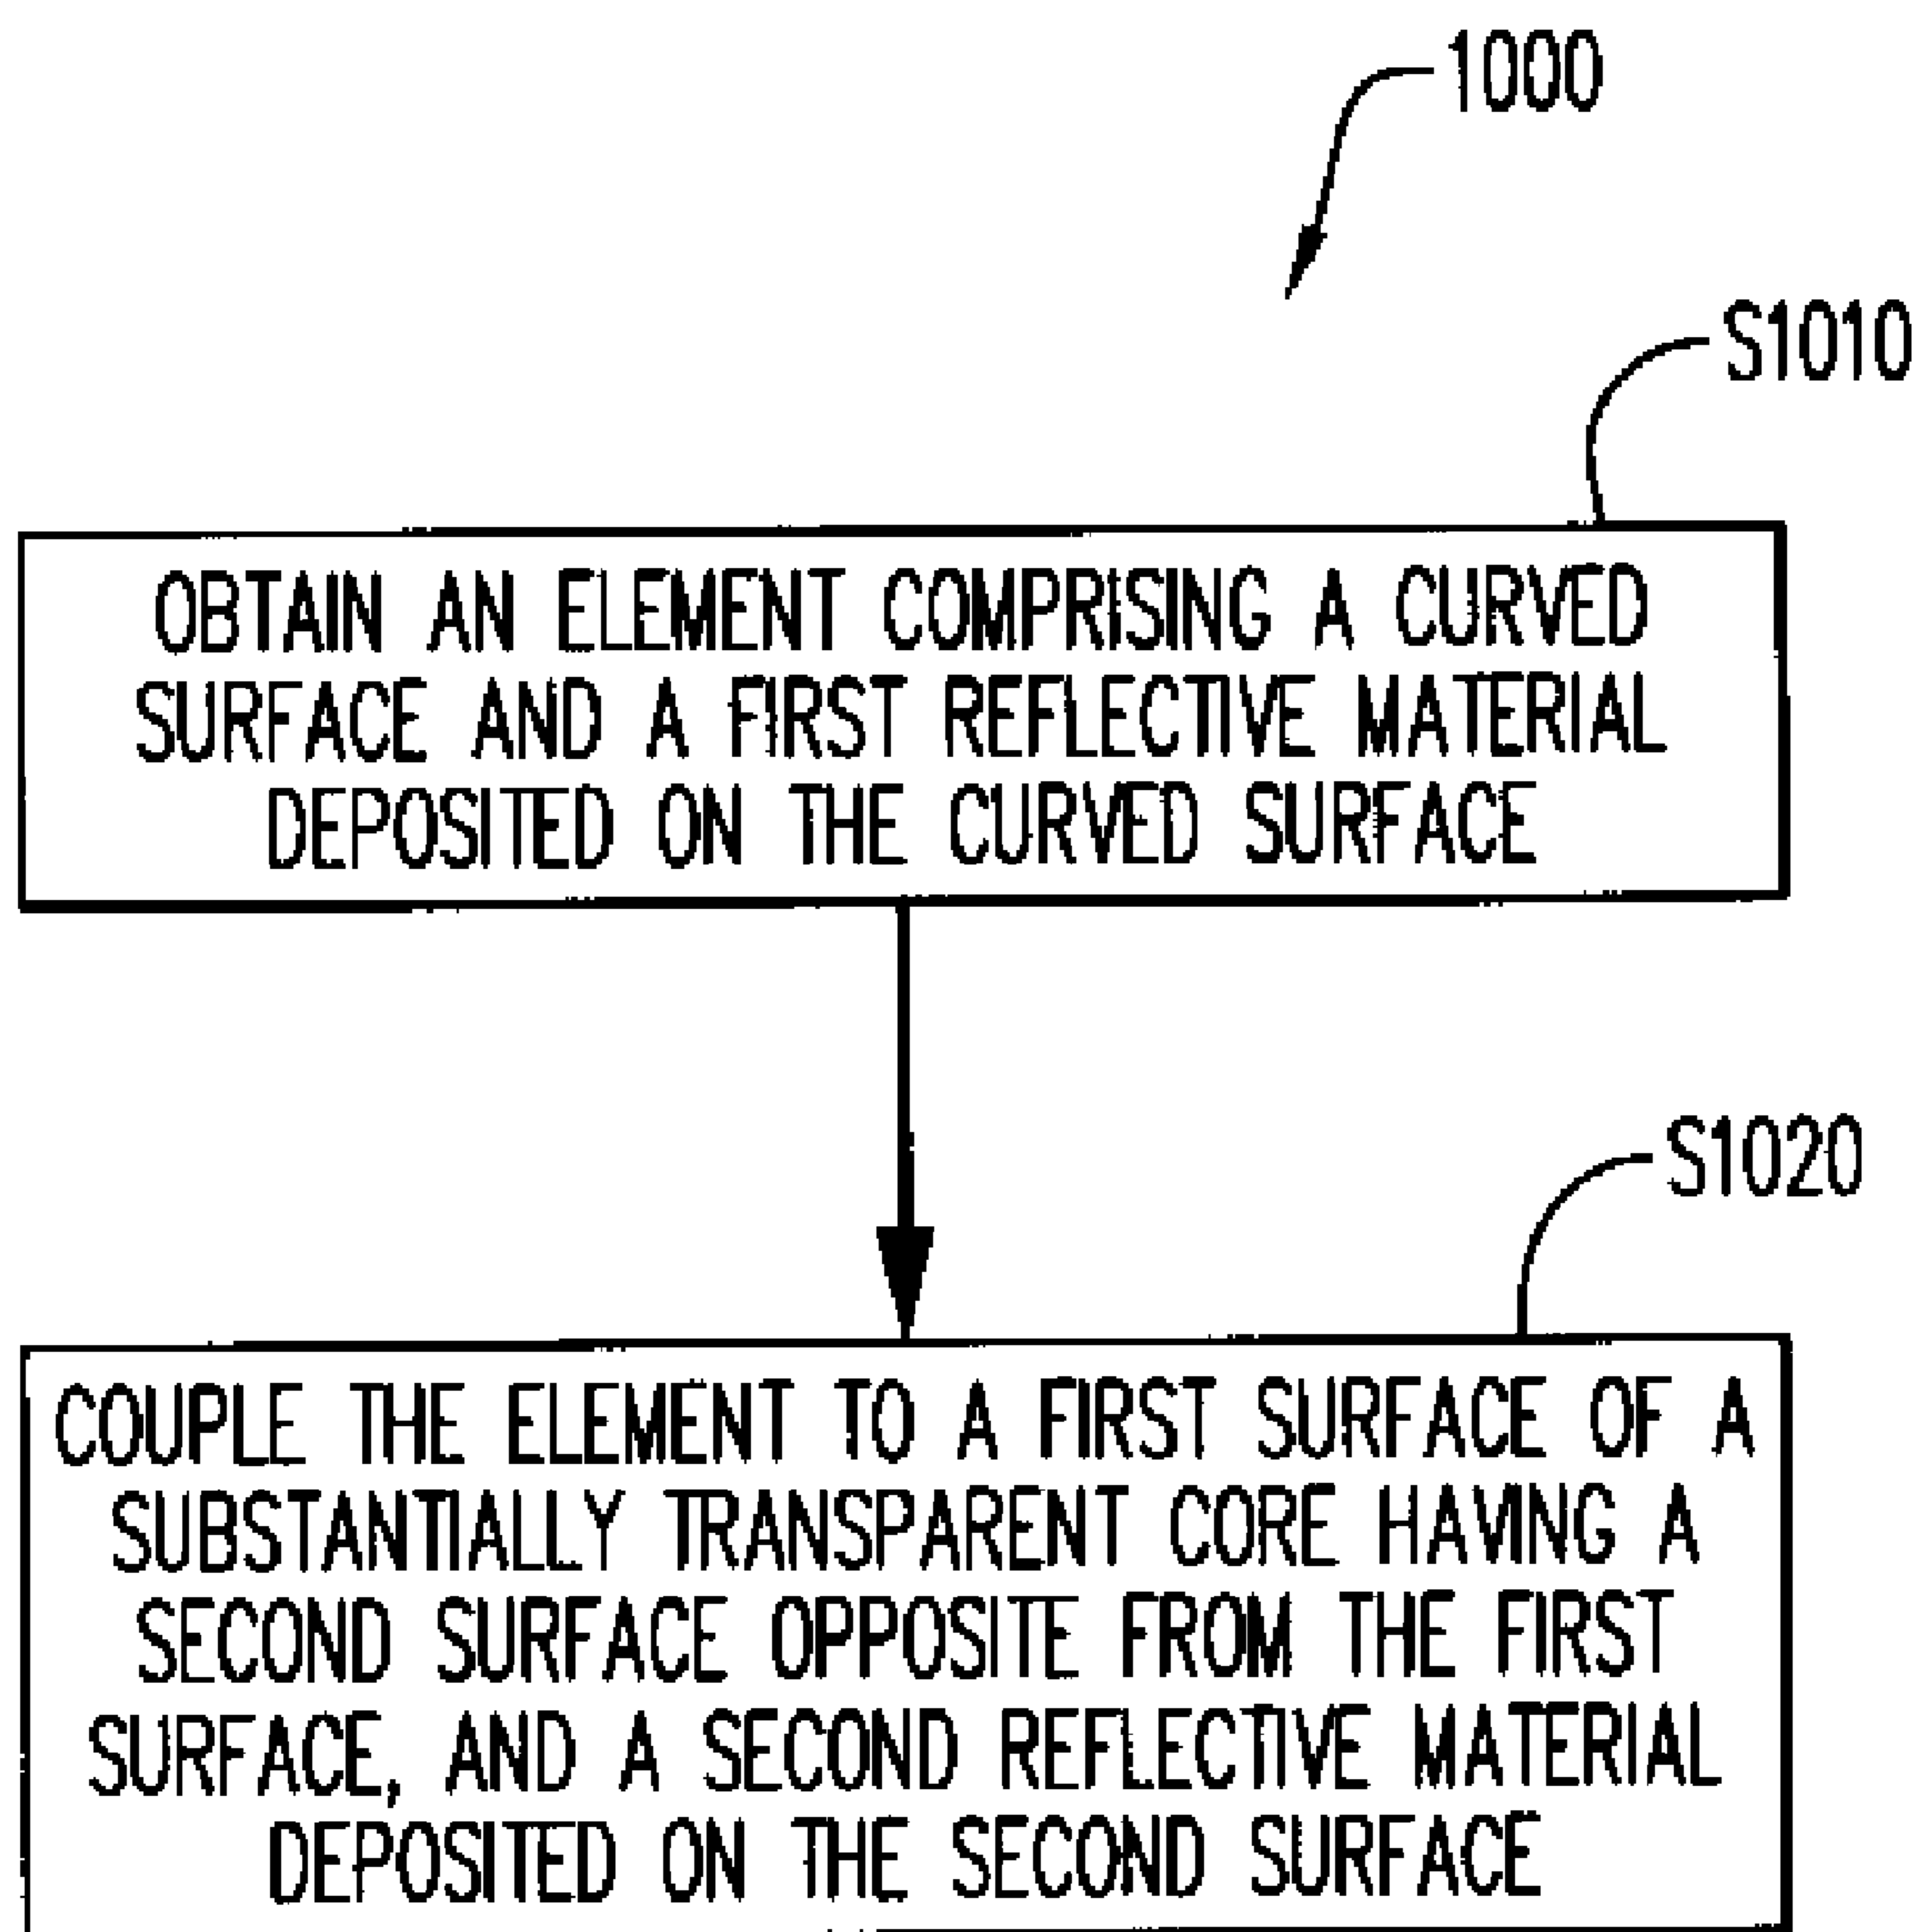 1000
S1010
OBTAIN AN ELEMENT COMPRISING A CURVED
SURFACE AND A FIRST REFLECTIVE MATERIAL
DEPOSITED ON THE CURVED SURFACE
S1020
COUPLE THE ELEMENT TO A FIRST SURFACE OF A
SUBSTANTIALLY TRANSPARENT CORE HAVING A
SECOND SURFACE OPPOSITE FROM THE FIRST
SURFACE, AND A SECOND REFLECTIVE MATERIAL
DEPOSITED ON THE SECOND SURFACE